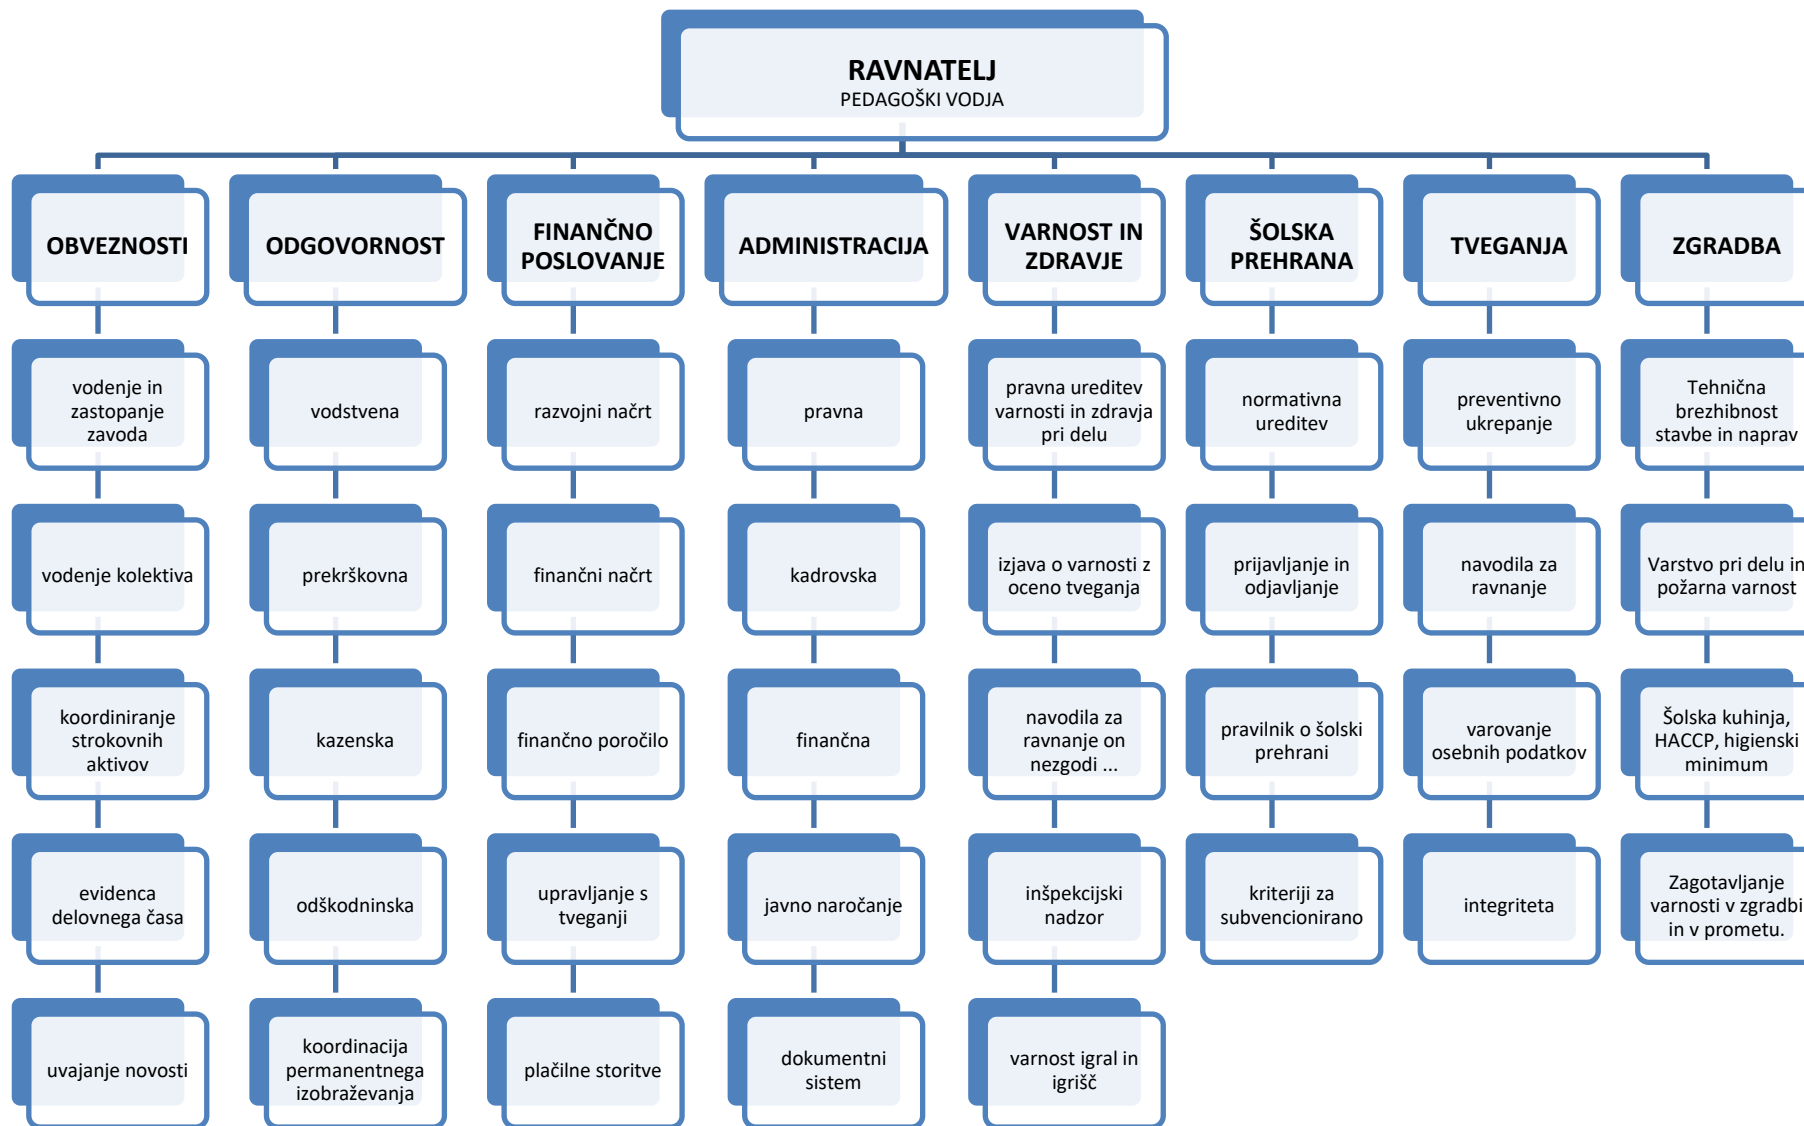 RAVNATELJ
PEDAGOŠKI VODJA
OBVEZNOSTI
vodenje in
zastopanje
zavoda
vodenje kolektiva
koordiniranje
strokovnih
aktivov
evidenca
delovnega časa
uvajanje novosti
ODGOVORNOST
vodstvena
prekrškovna
kazenska
odškodninska
koordinacija
permanentnega
izobraževanja
FINANČNO
POSLOVANJE
razvojni načrt
finančni načrt
finančno poročilo
upravljanje s
tveganji
plačilne storitve
ADMINISTRACIJA
pravna
kadrovska
finančna
javno naročanje
dokumentni
sistem
VARNOST IN
ZDRAVJE
pravna ureditev
varnosti in zdravja
pri delu
izjava o varnosti z
oceno tveganja
navodila za
ravnanje on
nezgodi ...
inšpekcijski
nadzor
varnost igral in
igrišč
ŠOLSKA
PREHRANA
normativna
ureditev
prijavljanje in
odjavljanje
pravilnik o šolski
prehrani
kriteriji za
subvencionirano
TVEGANJA
preventivno
ukrepanje
navodila za
ravnanje
varovanje
osebnih podatkov
integriteta
ZGRADBA
Tehnična
brezhibnost
stavbe in naprav
Varstvo pri delu in
požarna varnost
Šolska kuhinja,
HACCP, higienski
minimum
Zagotavljanje
varnosti v zgradbi
in v prometu.